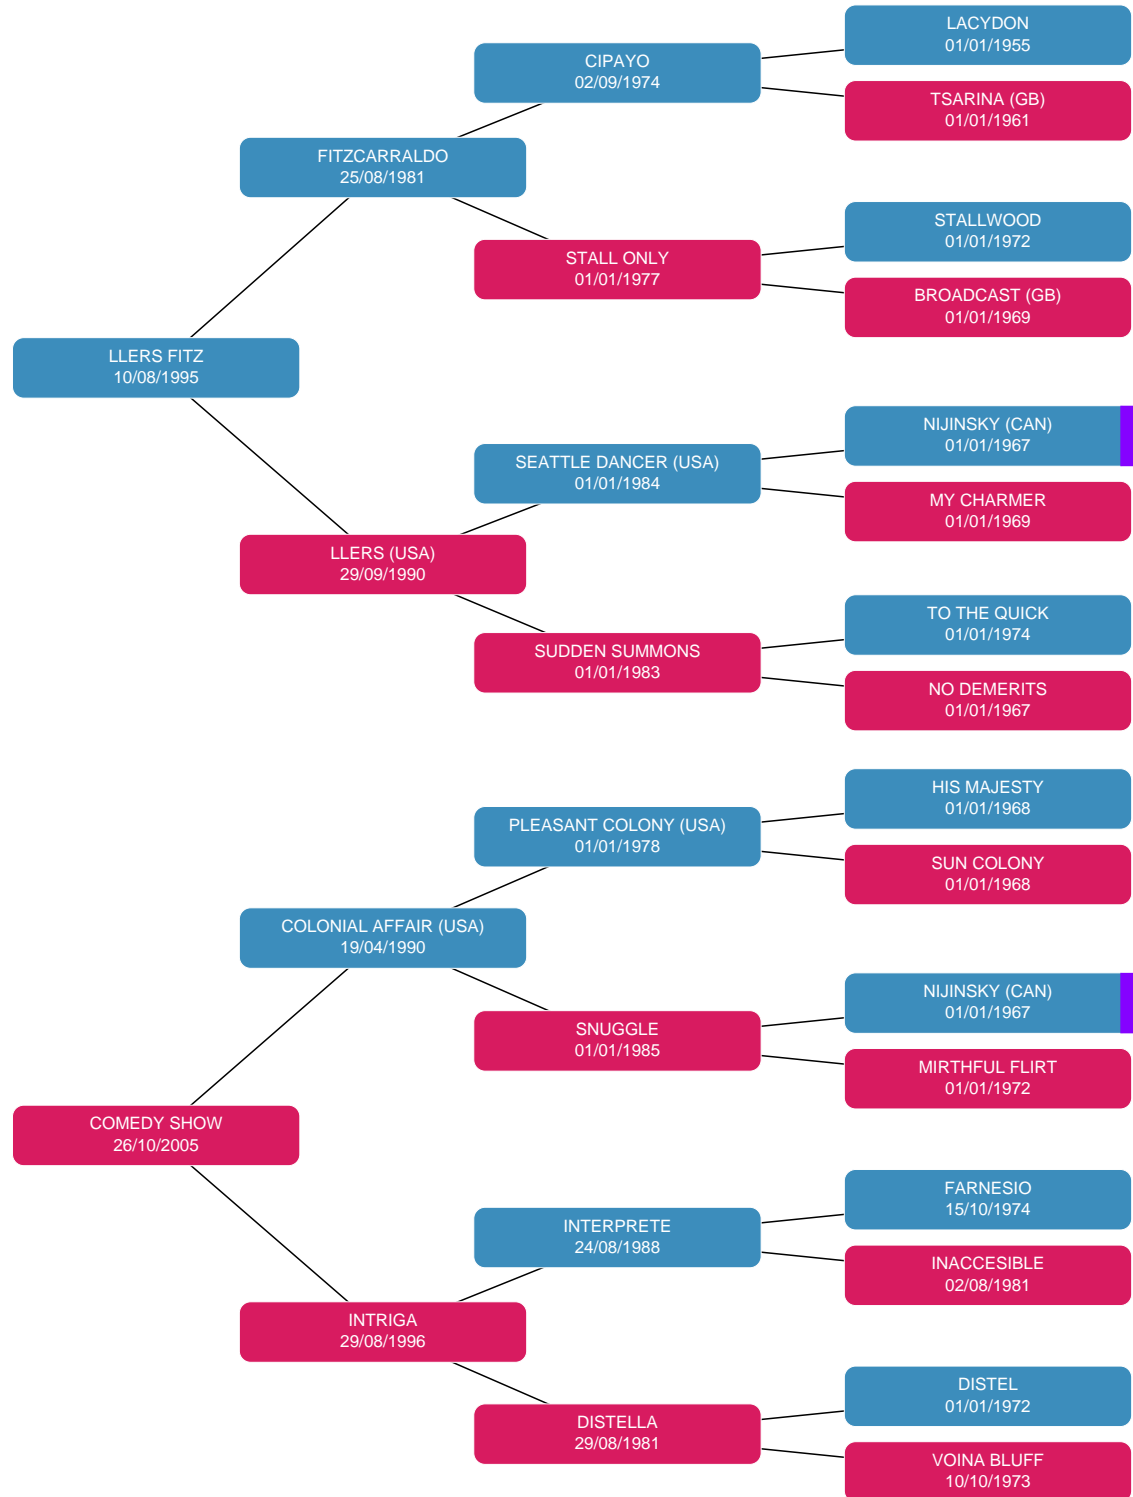 LACYDON
01/01/1955
CIPAYO
02/09/1974
TSARINA (GB)
01/01/1961
FITZCARRALDO
25/08/1981
STALLWOOD
01/01/1972
STALL ONLY
01/01/1977
BROADCAST (GB)
01/01/1969
LLERS FITZ
10/08/1995
NIJINSKY (CAN)
01/01/1967
SEATTLE DANCER (USA)
01/01/1984
MY CHARMER
01/01/1969
LLERS (USA)
29/09/1990
TO THE QUICK
01/01/1974
SUDDEN SUMMONS
01/01/1983
NO DEMERITS
01/01/1967
HIS MAJESTY
01/01/1968
PLEASANT COLONY (USA)
01/01/1978
SUN COLONY
01/01/1968
COLONIAL AFFAIR (USA)
19/04/1990
NIJINSKY (CAN)
01/01/1967
SNUGGLE
01/01/1985
MIRTHFUL FLIRT
01/01/1972
COMEDY SHOW
26/10/2005
FARNESIO
15/10/1974
INTERPRETE
24/08/1988
INACCESIBLE
02/08/1981
INTRIGA
29/08/1996
DISTEL
01/01/1972
DISTELLA
29/08/1981
VOINA BLUFF
10/10/1973